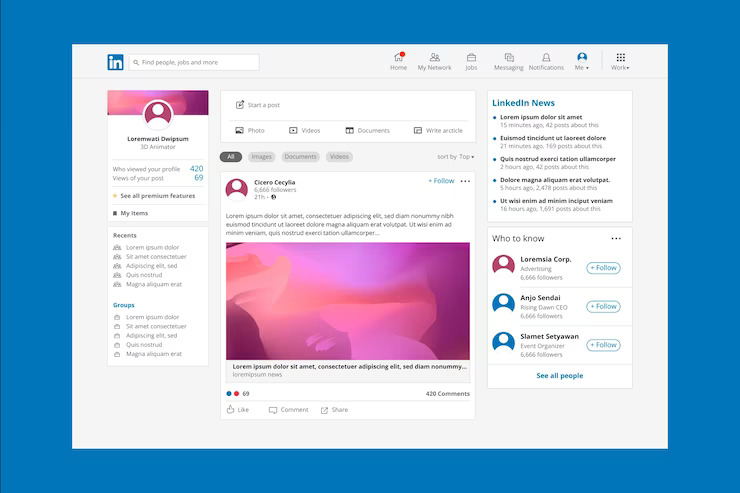 in
Find people, jobs and more
Home
My Network
Jobs
Messaging
Notifications
Me
Work
Loremwati Dwipsum
3D Animator
Who viewed your profile 420
Views of your post 69
See all premium features
My Items
Recents
Lorem ipsum dolor
Sit amet consectetuer
Adipiscing elit, sed
Quis nostrud
Magna aliquam erat
Groups
Lorem ipsum dolor
Sit amet consectetuer
Adipiscing elit, sed
Quis nostrud
Magna aliquam erat
Start a post
Photo
Videos
Documents
Write arcticle
All
Images
Documents
Videos
sort by Top
Cicero Cecylia
6,666 followers
21h
+ Follow
Lorem ipsum dolor sit amet, consectetuer adipiscing elit, sed diam nonummy nibh
euismod tincidunt ut laoreet dolore magna aliquam erat volutpat. Ut wisi enim ad
minim veniam, quis nostrud exerci tation ullamcorper...
Lorem ipsum dolor sit amet, consectetuer adipiscing elit, sed diam nonummy...
loremipsum news
69
420 Comments
Like
Comment
Share
LinkedIn News
Lorem ipsum dolor sit amet
15 minutes ago, 42 posts about this
Euismod tincidunt ut laoreet dolore
21 minutes ago, 169 posts about this
Quis nostrud exerci tation ullamcorper
2 hours ago, 42 posts about this
Dolore magna aliquam erat volutpat.
5 hours ago, 2,478 posts about this
Ut wisi enim ad minim inciput veniam
16 hours ago, 1,691 posts about this
Who to know
Loremsia Corp.
Advertising
6,666 followers
+ Follow
Anjo Sendai
Rising Dawn CEO
6,666 followers
+ Follow
Slamet Setyawan
Event Organizer
6,666 followers
+ Follow
See all people